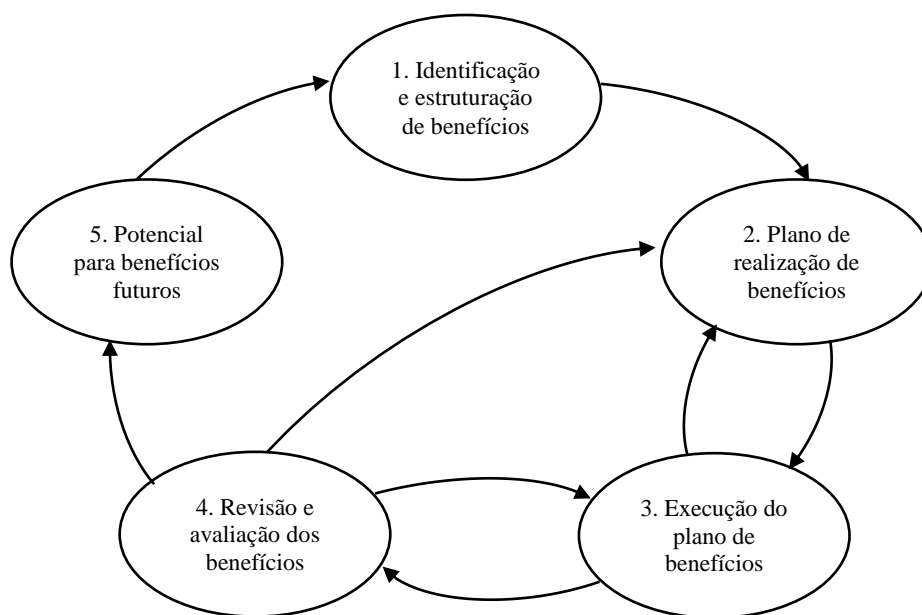 1. Identificação
e estruturação
de benefícios
2. Plano de
realização de
benefícios
3. Execução do
plano de
benefícios
4. Revisão e
avaliação dos
benefícios
5. Potencial
para benefícios
futuros